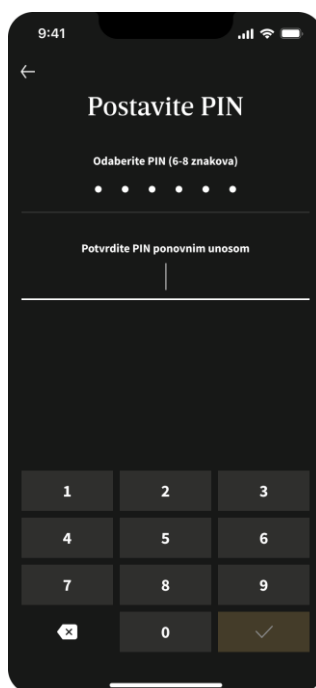 9:41
Postavite PIN
Odaberite PIN (6-8 znakova)
Potvrdite PIN ponovnim unosom
1 2 3
4 5 6
7 8 9
0